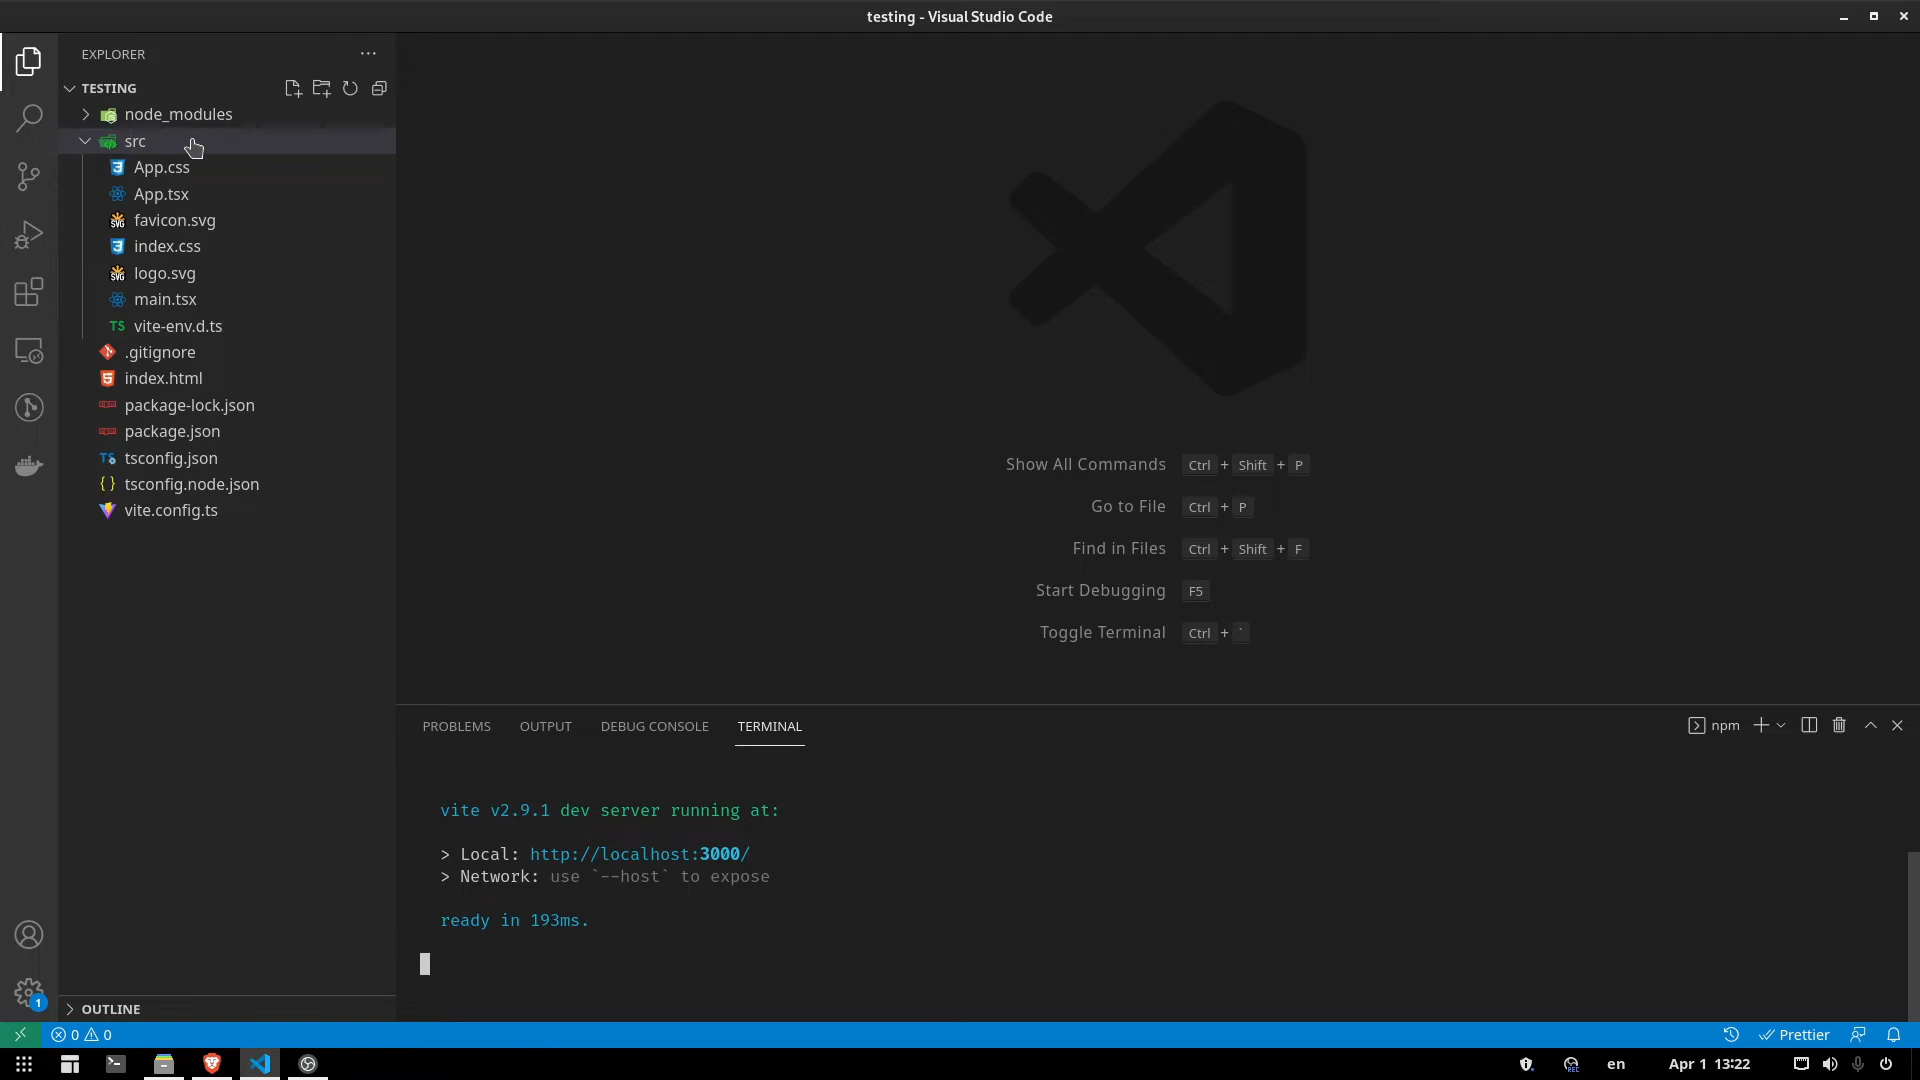 testing - Visual Studio Code
EXPLORER
TESTING
node_modules
src
App.css
App.tsx
favicon.svg
index.css
logo.svg
main.tsx
TS vite-env.d.ts
.gitignore
index.html
package-lock.json
package.json
TS tsconfig.json
{ } tsconfig.node.json
vite.config.ts
OUTLINE
Show All Commands Ctrl + Shift + P
Go to File Ctrl + P
Find in Files Ctrl + Shift + F
Start Debugging F5
Toggle Terminal Ctrl + `
PROBLEMS OUTPUT DEBUG CONSOLE TERMINAL
npm
vite v2.9.1 dev server running at:
> Local: http://localhost:3000/
> Network: use `--host` to expose
ready in 193ms.
1
0 0
Prettier
en
Apr 1 13:22